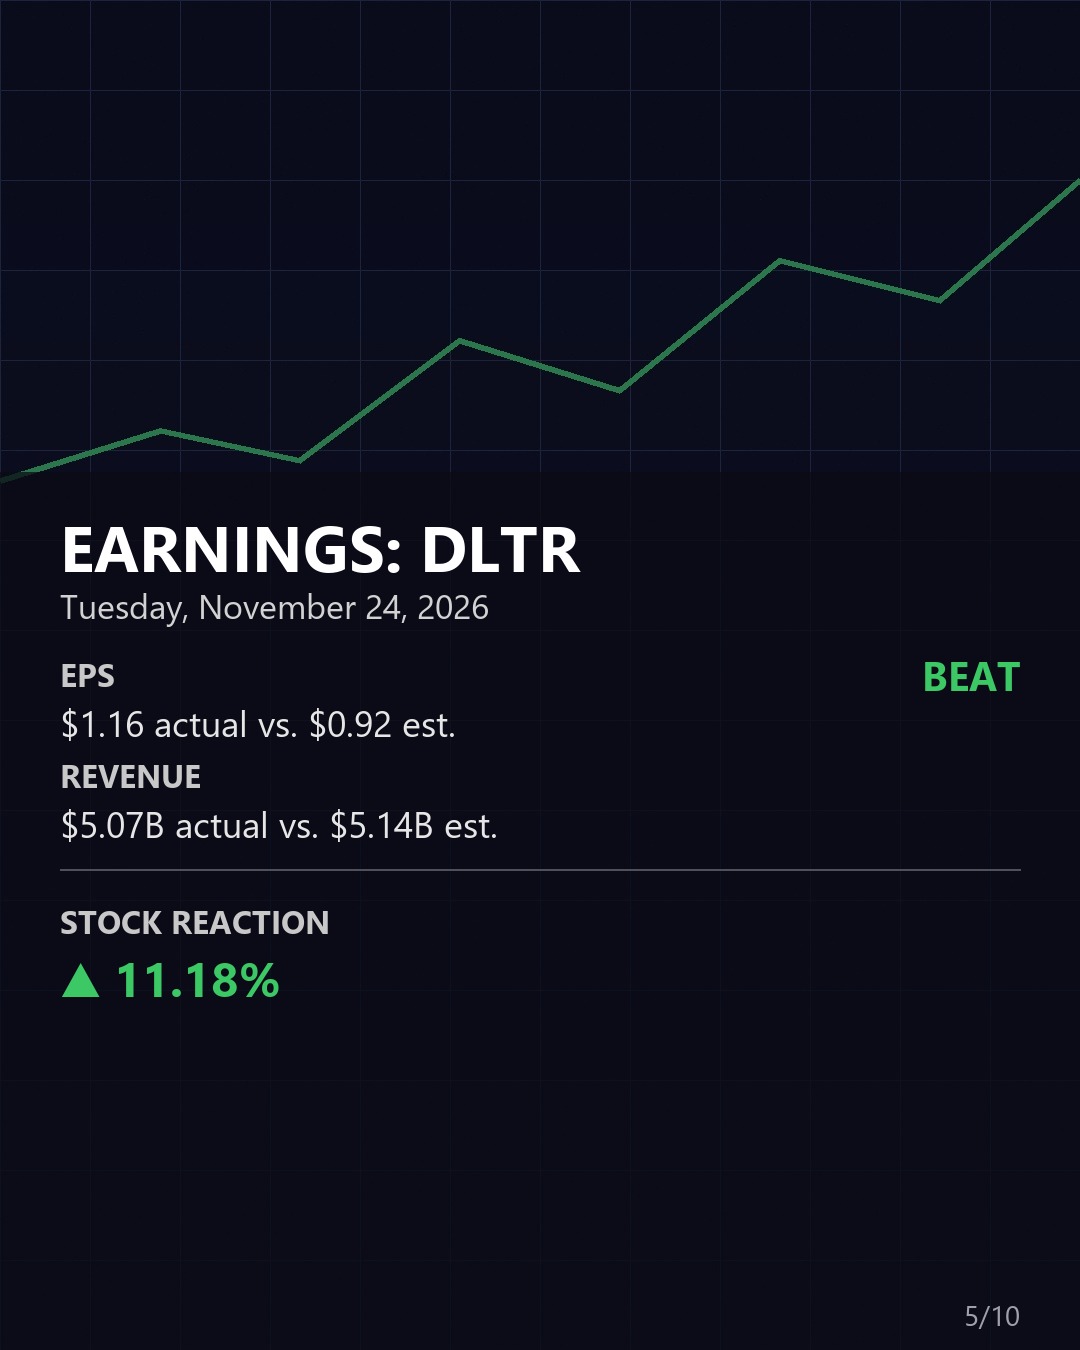 EARNINGS: DLTR
Tuesday, November 24, 2026
EPS
BEAT
$1.16 actual vs. $0.92 est.
REVENUE
$5.07B actual vs. $5.14B est.
STOCK REACTION
▲ 11.18%
5/10